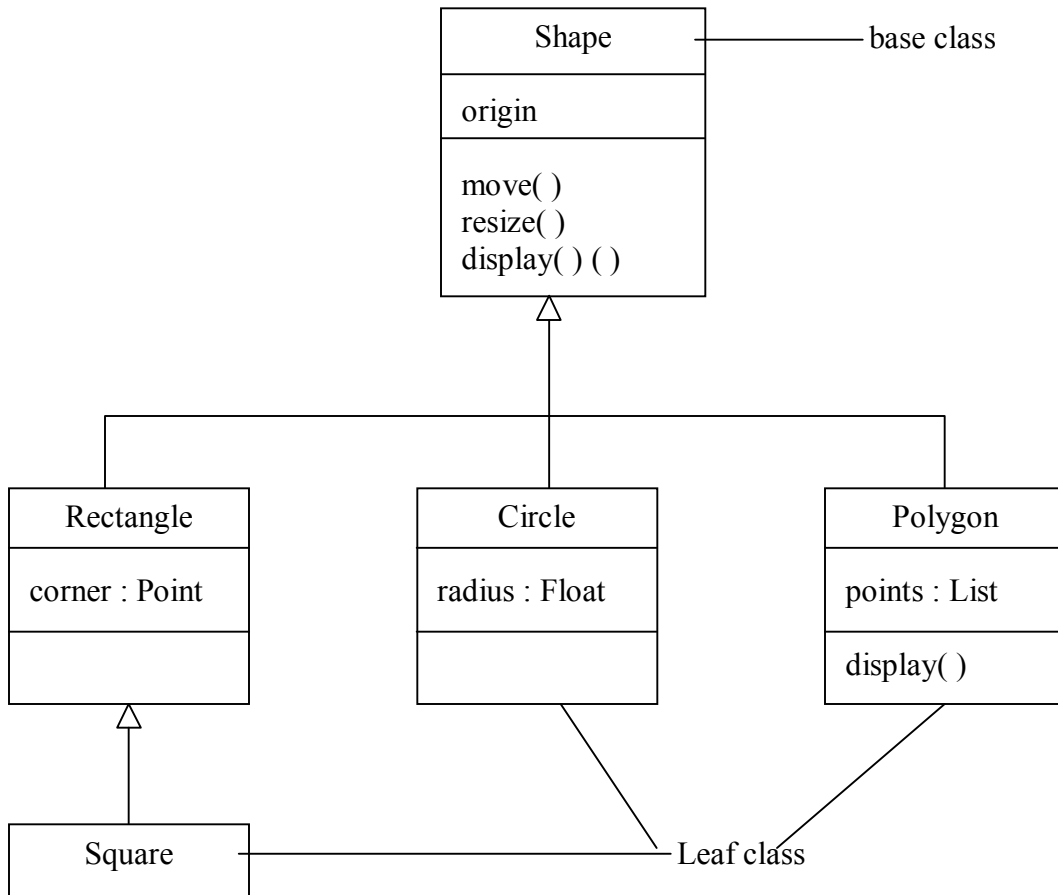 Shape
base class
origin
move( )
resize( )
display( ) ( )
Rectangle
Circle
Polygon
corner : Point
radius : Float
points : List
display( )
Square
Leaf class